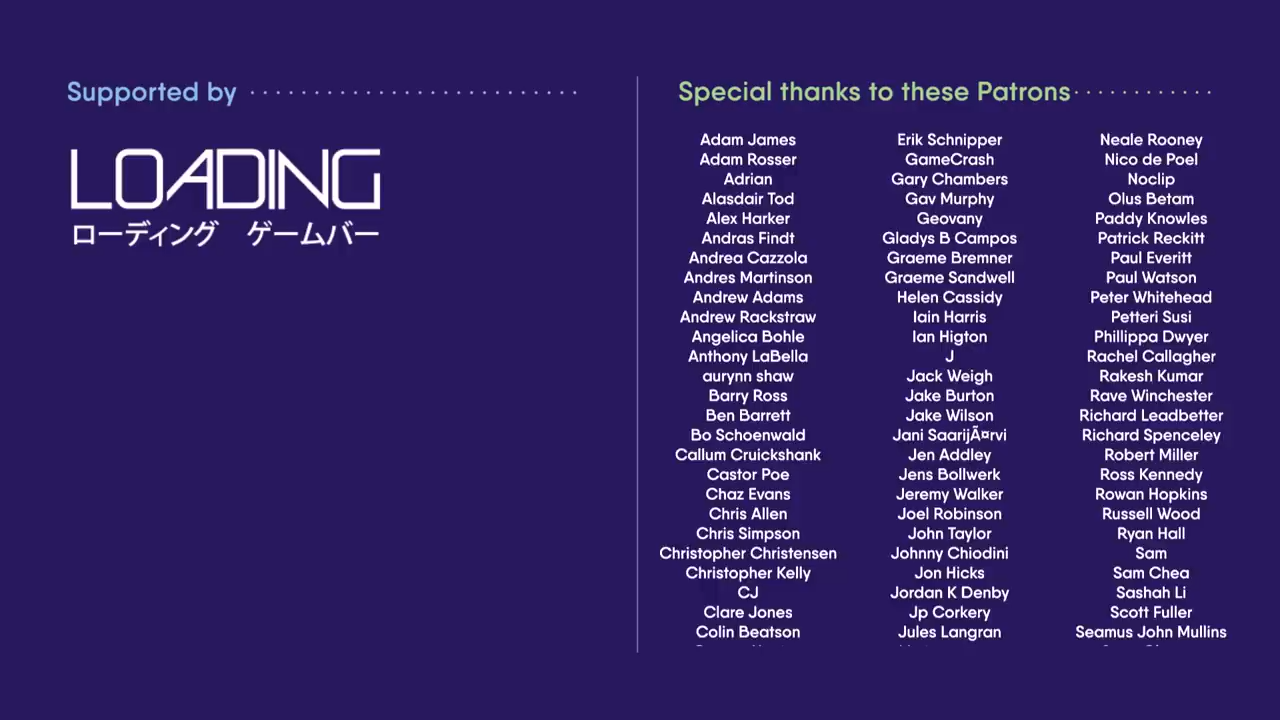 Supported by
LOADING
ローディング ゲームバー
Special thanks to these Patrons
Adam James
Adam Rosser
Adrian
Alasdair Tod
Alex Harker
Andras Findt
Andrea Cazzola
Andres Martinson
Andrew Adams
Andrew Rackstraw
Angelica Bohle
Anthony LaBella
aurynn shaw
Barry Ross
Ben Barrett
Bo Schoenwald
Callum Cruickshank
Castor Poe
Chaz Evans
Chris Allen
Chris Simpson
Christopher Christensen
Christopher Kelly
CJ
Clare Jones
Colin Beatson
Erik Schnipper
GameCrash
Gary Chambers
Gav Murphy
Geovany
Gladys B Campos
Graeme Bremner
Graeme Sandwell
Helen Cassidy
Iain Harris
Ian Higton
J
Jack Weigh
Jake Burton
Jake Wilson
Jani SaarijÃ¤rvi
Jen Addley
Jens Bollwerk
Jeremy Walker
Joel Robinson
John Taylor
Johnny Chiodini
Jon Hicks
Jordan K Denby
Jp Corkery
Jules Langran
Neale Rooney
Nico de Poel
Noclip
Olus Betam
Paddy Knowles
Patrick Reckitt
Paul Everitt
Paul Watson
Peter Whitehead
Petteri Susi
Phillippa Dwyer
Rachel Callagher
Rakesh Kumar
Rave Winchester
Richard Leadbetter
Richard Spenceley
Robert Miller
Ross Kennedy
Rowan Hopkins
Russell Wood
Ryan Hall
Sam
Sam Chea
Sashah Li
Scott Fuller
Seamus John Mullins